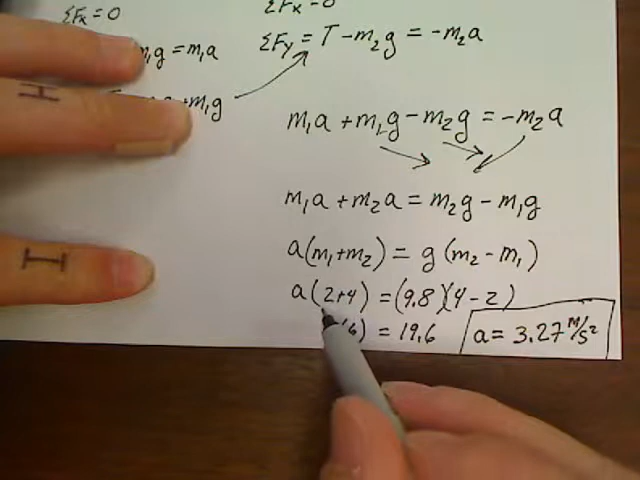 ΣFx = 0
ΣFx = 0
m₁g = m₁a
ΣFy = T - m₂g = -m₂a
+m₁g
m₁a + m₁g - m₂g = -m₂a
m₁a + m₂a = m₂g - m₁g
a(m₁+m₂) = g(m₂ - m₁)
a(2+4) = (9.8)(4 - 2)
6) = 19.6
a = 3.27 m/s²
H
I